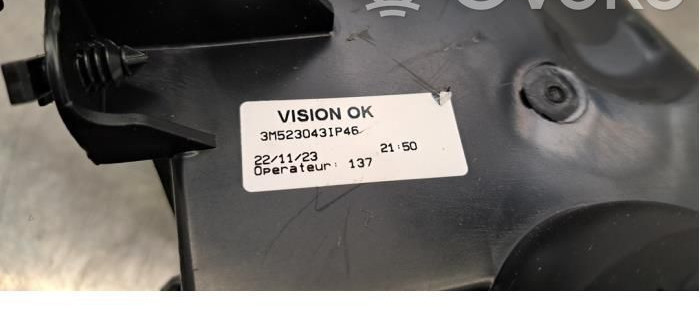 VISION OK
3M523043IP46
22/11/23 21:50
Operateur: 137